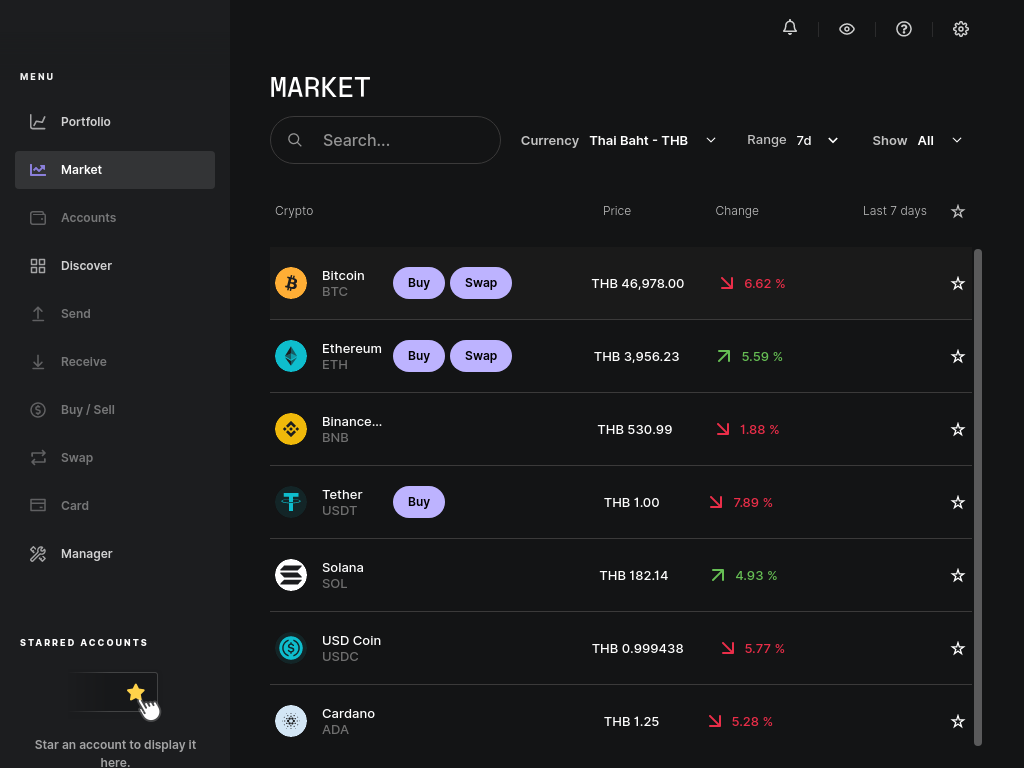 MENU
Portfolio
Market
Accounts
Discover
Send
Receive
Buy / Sell
Swap
Card
Manager
STARRED ACCOUNTS
Star an account to display it
here.
MARKET
Search...
Currency Thai Baht - THB
Range 7d
Show All
Crypto Price Change Last 7 days
Bitcoin
BTC
Buy Swap THB 46,978.00 6.62 %
Ethereum
ETH
Buy Swap THB 3,956.23 5.59 %
Binance...
BNB
THB 530.99 1.88 %
Tether
USDT
Buy THB 1.00 7.89 %
Solana
SOL
THB 182.14 4.93 %
USD Coin
USDC
THB 0.999438 5.77 %
Cardano
ADA
THB 1.25 5.28 %